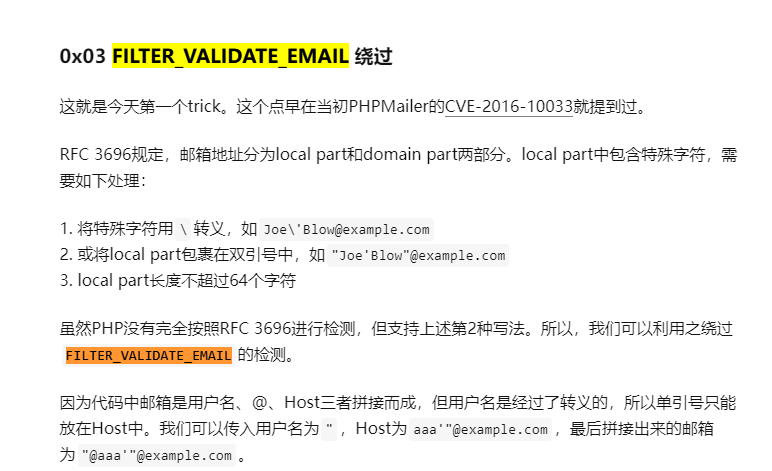 0x03 FILTER_VALIDATE_EMAIL 绕过
这就是今天第一个trick。这个点早在当初PHPMailer的CVE-2016-10033就提到过。
RFC 3696规定，邮箱地址分为local part和domain part两部分。local part中包含特殊字符，需
要如下处理：
1. 将特殊字符用 \ 转义，如 Joe\'Blow@example.com
2. 或将local part包裹在双引号中，如 "Joe'Blow"@example.com
3. local part长度不超过64个字符
虽然PHP没有完全按照RFC 3696进行检测，但支持上述第2种写法。所以，我们可以利用之绕过
FILTER_VALIDATE_EMAIL 的检测。
因为代码中邮箱是用户名、@、Host三者拼接而成，但用户名是经过了转义的，所以单引号只能
放在Host中。我们可以传入用户名为 " ，Host为 aaa'"@example.com ，最后拼接出来的邮箱
为 "@aaa'"@example.com 。